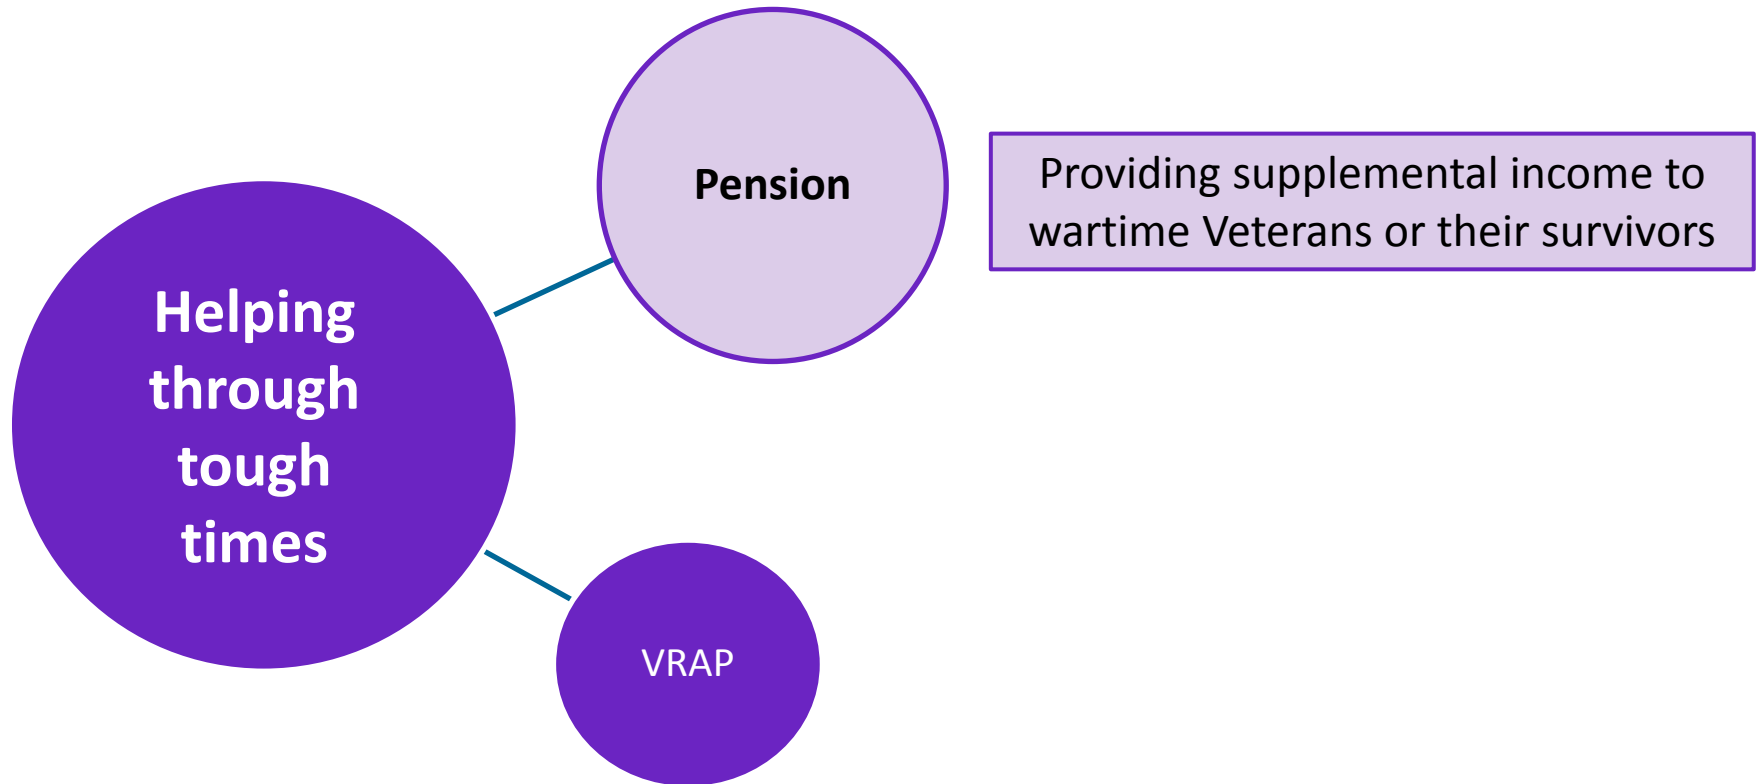 Helping
through
tough
times
Pension
Providing supplemental income to
wartime Veterans or their survivors
VRAP